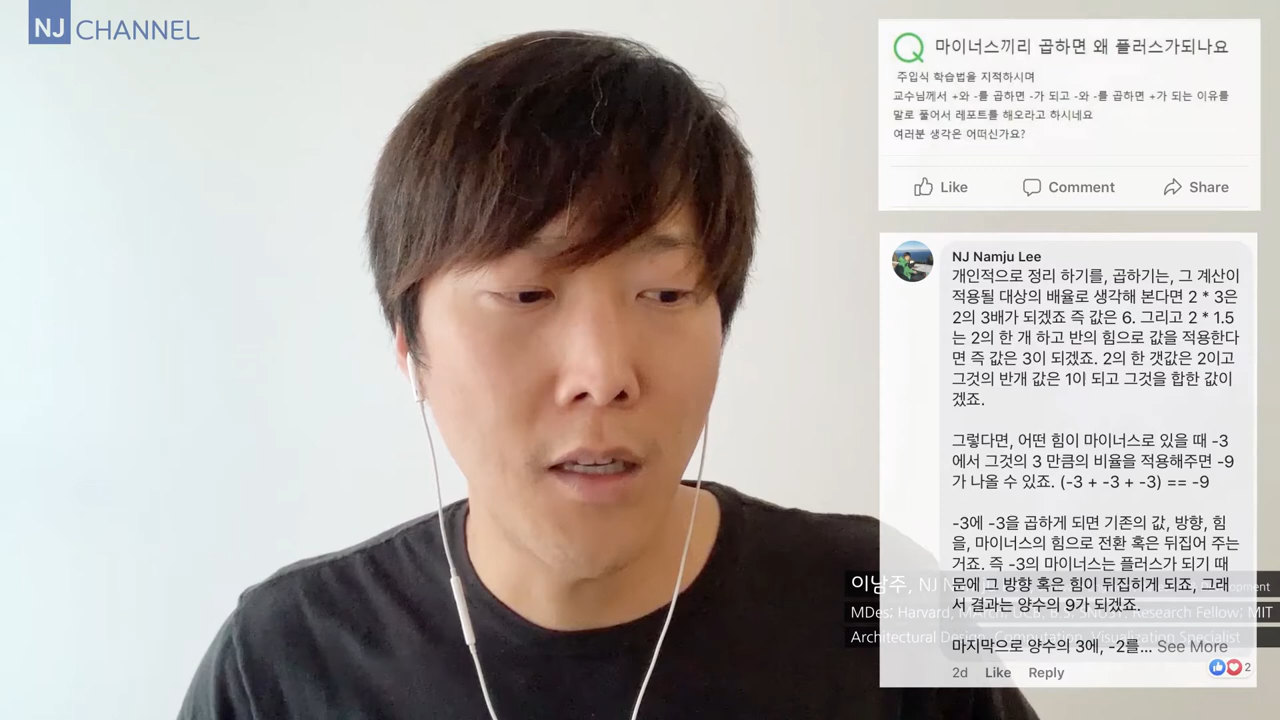 NJ CHANNEL
마이너스끼리 곱하면 왜 플러스가되나요
주입식 학습법을 지적하시며
교수님께서 +와 -를 곱하면 -가 되고 -와 -를 곱하면 +가 되는 이유를
말로 풀어서 레포트를 해오라고 하시네요
여러분 생각은 어떠신가요?
Like Comment Share
NJ Namju Lee
개인적으로 정리 하기를, 곱하기는, 그 계산이
적용될 대상의 배율로 생각해 본다면 2 * 3은
2의 3배가 되겠죠 즉 값은 6. 그리고 2 * 1.5
는 2의 한 개 하고 반의 힘으로 값을 적용한다
면 즉 값은 3이 되겠죠. 2의 한 갯값은 2이고
그것의 반개 값은 1이 되고 그것을 합한 값이
겠죠.
그렇다면, 어떤 힘이 마이너스로 있을 때 -3
에서 그것의 3 만큼의 비율을 적용해주면 -9
가 나올 수 있죠. (-3 + -3 + -3) == -9
-3에 -3을 곱하게 되면 기존의 값, 방향, 힘
을, 마이너스의 힘으로 전환 혹은 뒤집어 주는
거죠. 즉 -3의 마이너스는 플러스가 되기 때
문에 그 방향 혹은 힘이 뒤집히게 되죠, 그래
서 결과는 양수의 9가 되겠죠.
마지막으로 양수의 3에, -2를... See More
2d Like Reply
2
이남주, NJ
MDes: Harvard, Research Fellow: MIT
Architectural Design, Computation, Visualization Specialist